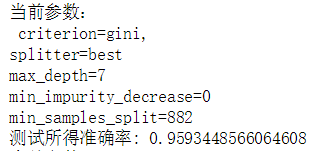 当前参数：
criterion=gini,
splitter=best
max_depth=7
min_impurity_decrease=0
min_samples_split=882
测试所得准确率: 0.9593448566064608